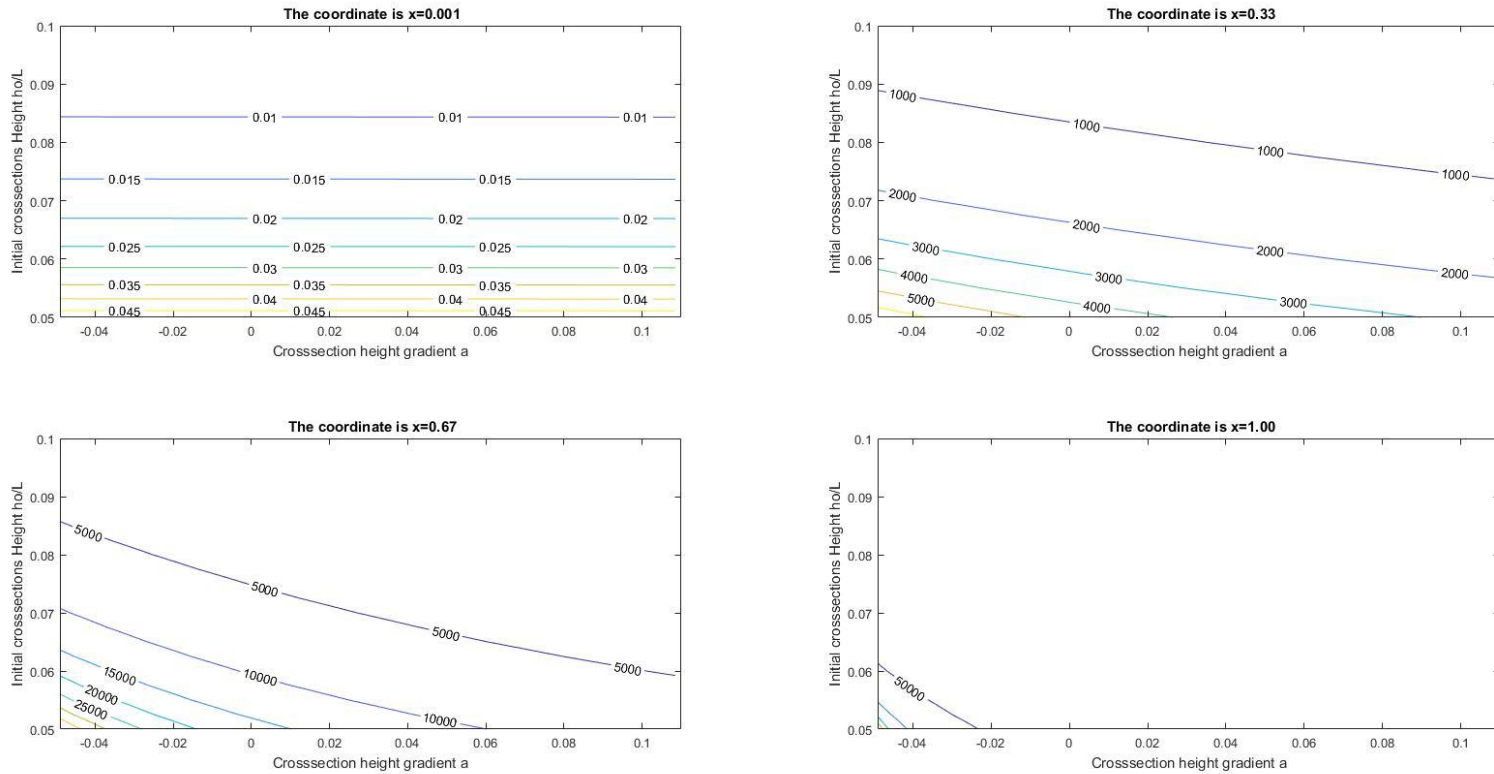 The coordinate is x=0.001
0.1
0.09
0.08
0.07
0.06
0.05
Initial crosssections Height ho/L
0.01 0.01 0.01
0.015 0.015 0.015
0.02 0.02 0.02
0.025 0.025 0.025
0.03 0.03 0.03
0.035 0.035 0.035
0.04 0.04 0.04
0.045 0.045 0.045
-0.04 -0.02 0 0.02 0.04 0.06 0.08 0.1
Crosssection height gradient a
The coordinate is x=0.33
0.1
0.09
0.08
0.07
0.06
0.05
Initial crosssections Height ho/L
1000 1000 1000 1000
2000 2000 2000 2000
3000 3000 3000
4000 4000
5000
-0.04 -0.02 0 0.02 0.04 0.06 0.08 0.1
Crosssection height gradient a
The coordinate is x=0.67
0.1
0.09
0.08
0.07
0.06
0.05
Initial crosssections Height ho/L
5000 5000 5000 5000
10000 10000
15000
20000
25000
-0.04 -0.02 0 0.02 0.04 0.06 0.08 0.1
Crosssection height gradient a
The coordinate is x=1.00
0.1
0.09
0.08
0.07
0.06
0.05
Initial crosssections Height ho/L
50000
-0.04 -0.02 0 0.02 0.04 0.06 0.08 0.1
Crosssection height gradient a